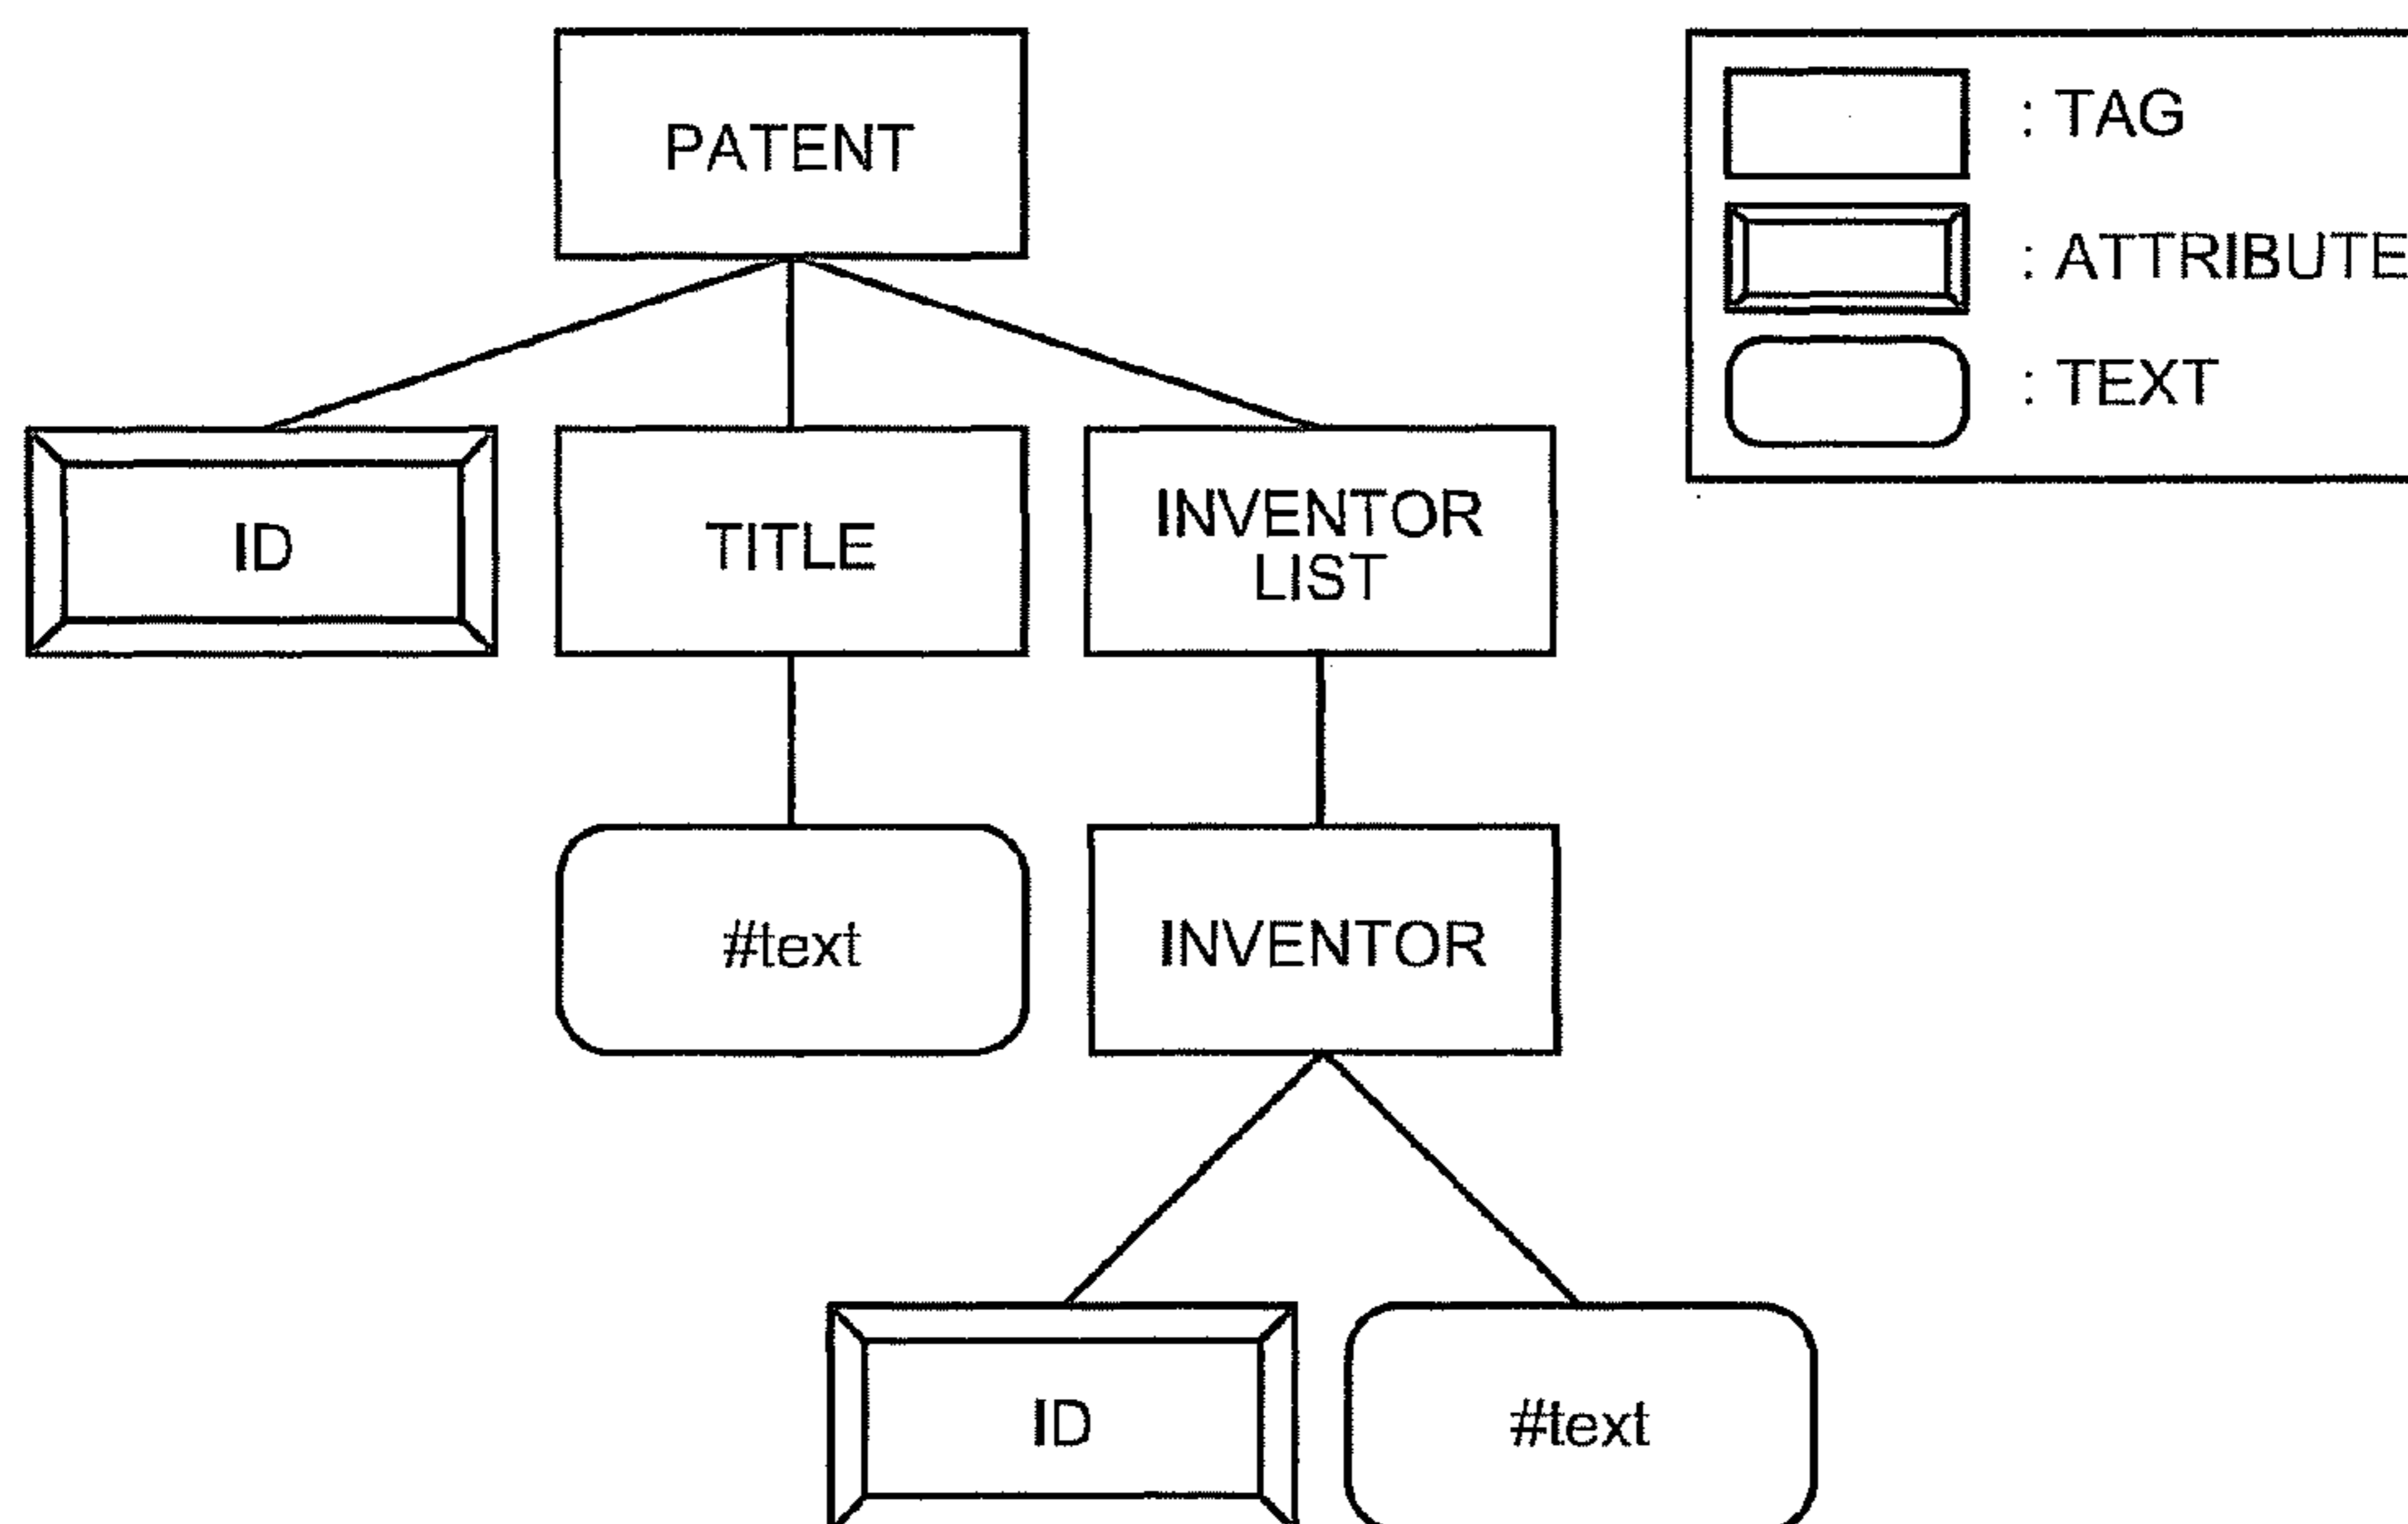 PATENT
: TAG
: ATTRIBUTE
: TEXT
ID
TITLE
INVENTOR
LIST
#text
INVENTOR
ID
#text